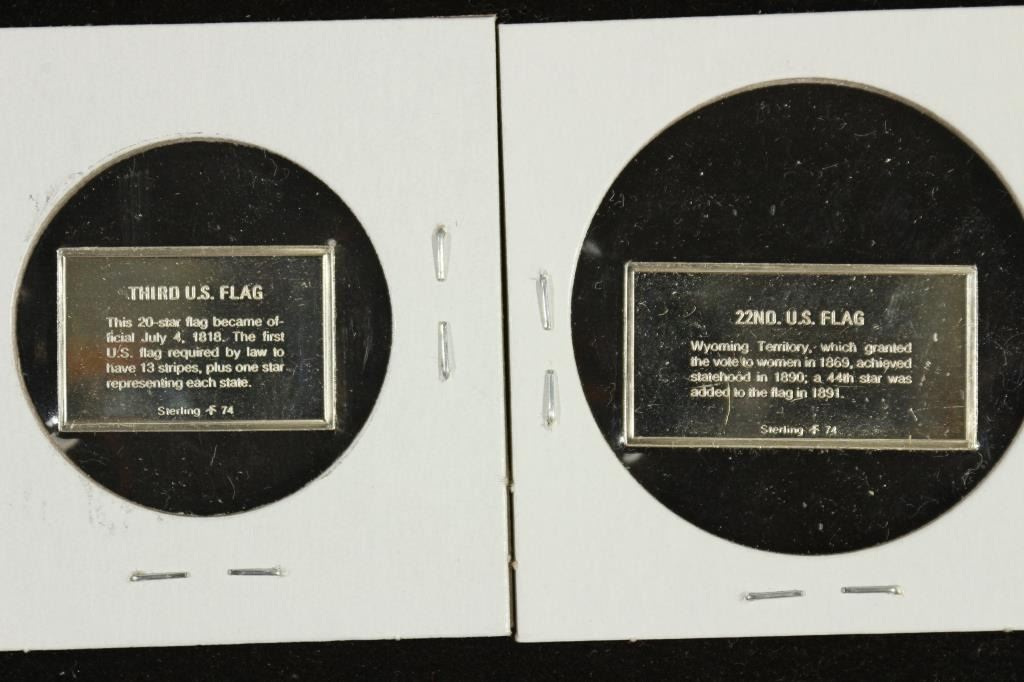 THIRD U.S. FLAG
This 20-star flag became of-
ficial July 4, 1818. The first
U.S. flag required by law to
have 13 stripes, plus one star
representing each state.
Sterling 74
22ND. U.S. FLAG
Wyoming Territory, which granted
the vote to women in 1869, achieved
statehood in 1890; a 44th star was
added to the flag in 1891.
Sterling 74